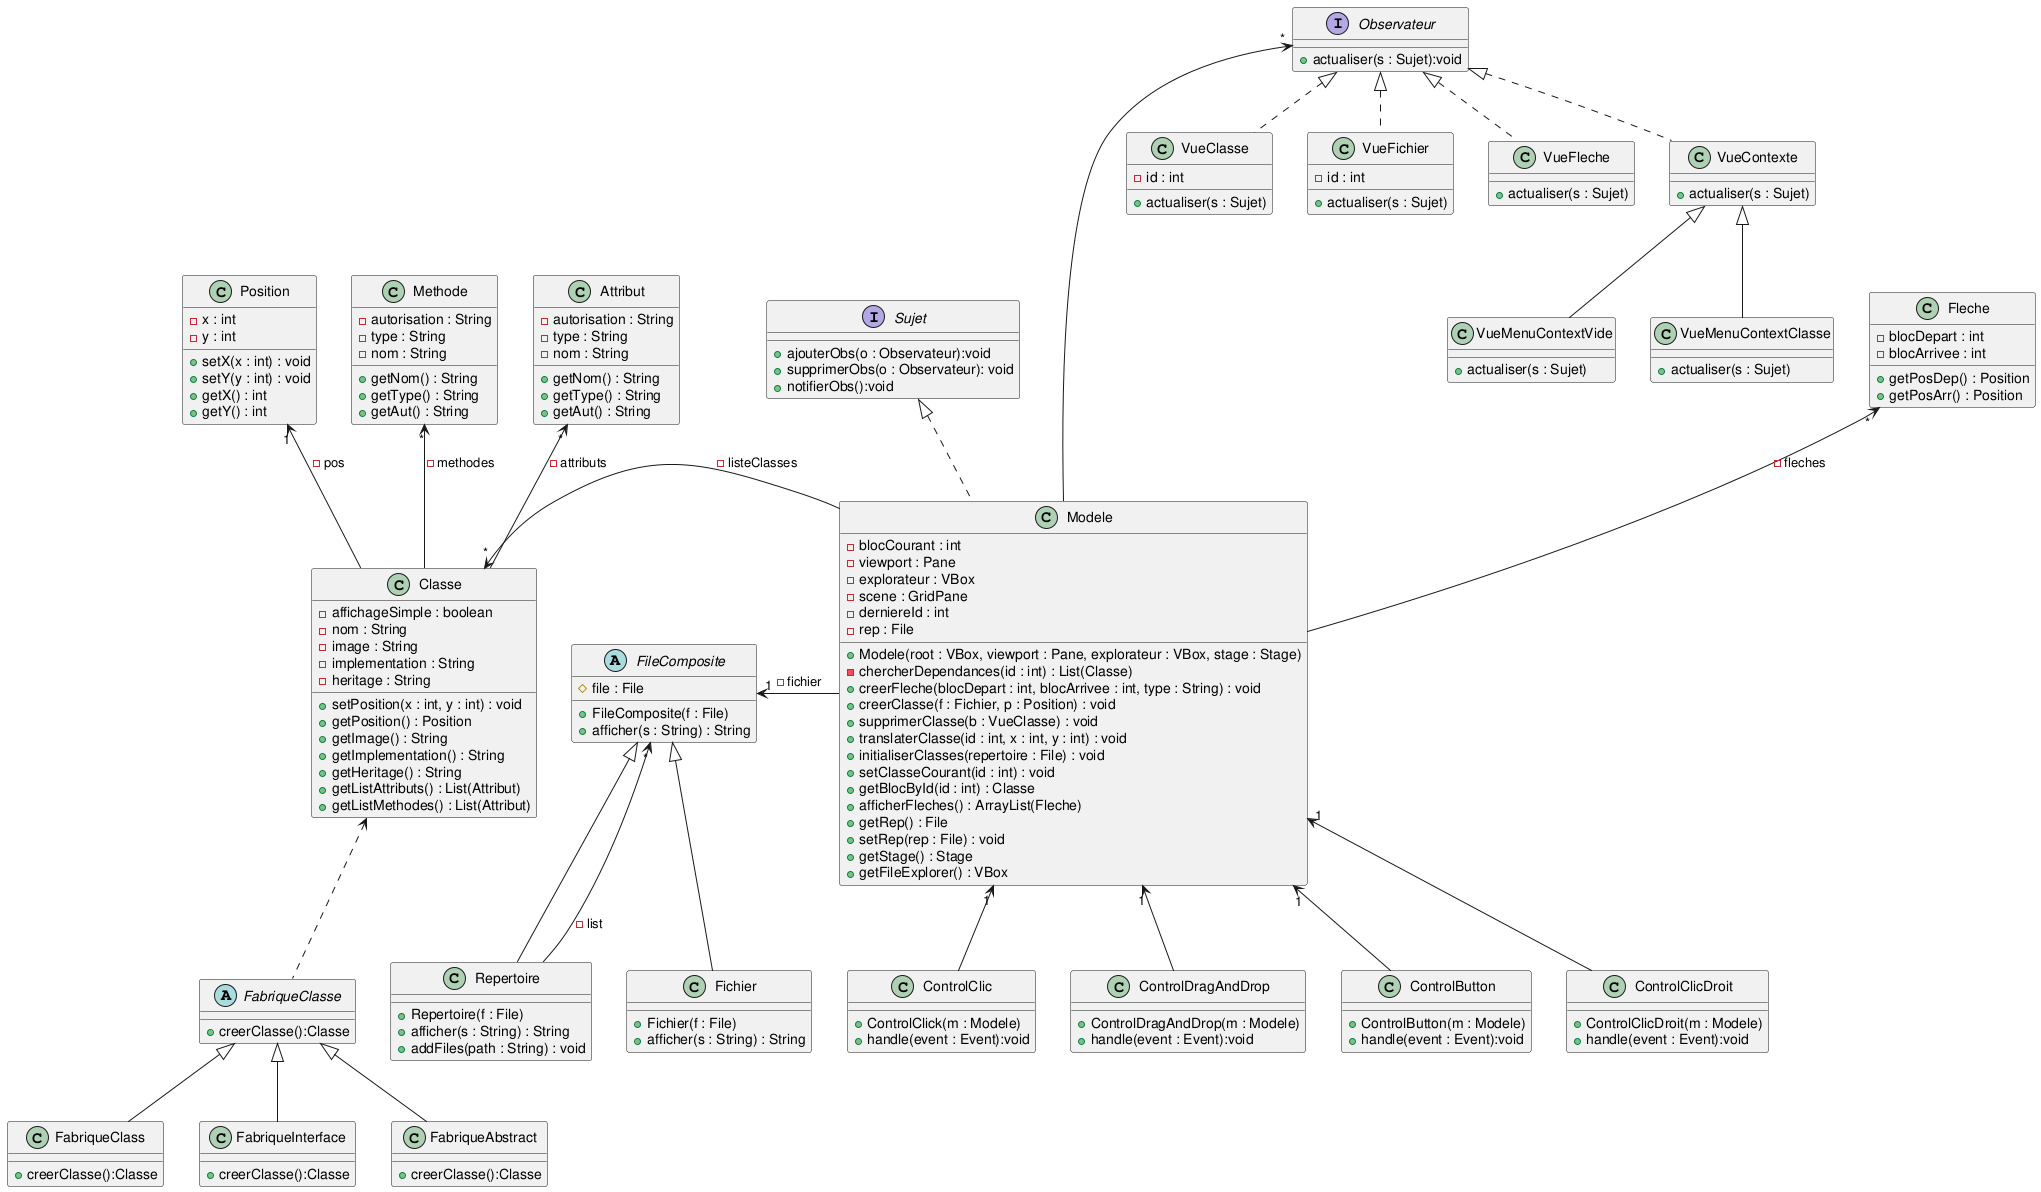 I Observateur
actualiser(s : Sujet):void
*
C VueClasse
id : int
actualiser(s : Sujet)
C VueFichier
id : int
actualiser(s : Sujet)
C VueFleche
actualiser(s : Sujet)
C VueContexte
actualiser(s : Sujet)
C Position
x : int
y : int
setX(x : int) : void
setY(y : int) : void
getX() : int
getY() : int
C Methode
autorisation : String
type : String
nom : String
getNom() : String
getType() : String
getAut() : String
C Attribut
autorisation : String
type : String
nom : String
getNom() : String
getType() : String
getAut() : String
I Sujet
ajouterObs(o : Observateur):void
supprimerObs(o : Observateur): void
notifierObs():void
C VueMenuContextVide
actualiser(s : Sujet)
C VueMenuContextClasse
actualiser(s : Sujet)
C Fleche
blocDepart : int
blocArrivee : int
getPosDep() : Position
getPosArr() : Position
1
*
*
*
pos
methodes
attributs
listeClasses
fleches
*
C Classe
affichageSimple : boolean
nom : String
image : String
implementation : String
heritage : String
setPosition(x : int, y : int) : void
getPosition() : Position
getImage() : String
getImplementation() : String
getHeritage() : String
getListAttributs() : List(Attribut)
getListMethodes() : List(Attribut)
A FileComposite
file : File
FileComposite(f : File)
afficher(s : String) : String
1
fichier
C Modele
blocCourant : int
viewport : Pane
explorateur : VBox
scene : GridPane
derniereId : int
rep : File
Modele(root : VBox, viewport : Pane, explorateur : VBox, stage : Stage)
chercherDependances(id : int) : List(Classe)
creerFleche(blocDepart : int, blocArrivee : int, type : String) : void
creerClasse(f : Fichier, p : Position) : void
supprimerClasse(b : VueClasse) : void
translaterClasse(id : int, x : int, y : int) : void
initialiserClasses(repertoire : File) : void
setClasseCourant(id : int) : void
getBlocById(id : int) : Classe
afficherFleches() : ArrayList(Fleche)
getRep() : File
setRep(rep : File) : void
getStage() : Stage
getFileExplorer() : VBox
*
list
1
1
1
1
A FabriqueClasse
creerClasse():Classe
C Repertoire
Repertoire(f : File)
afficher(s : String) : String
addFiles(path : String) : void
C Fichier
Fichier(f : File)
afficher(s : String) : String
C ControlClic
ControlClick(m : Modele)
handle(event : Event):void
C ControlDragAndDrop
ControlDragAndDrop(m : Modele)
handle(event : Event):void
C ControlButton
ControlButton(m : Modele)
handle(event : Event):void
C ControlClicDroit
ControlClicDroit(m : Modele)
handle(event : Event):void
C FabriqueClass
creerClasse():Classe
C FabriqueInterface
creerClasse():Classe
C FabriqueAbstract
creerClasse():Classe